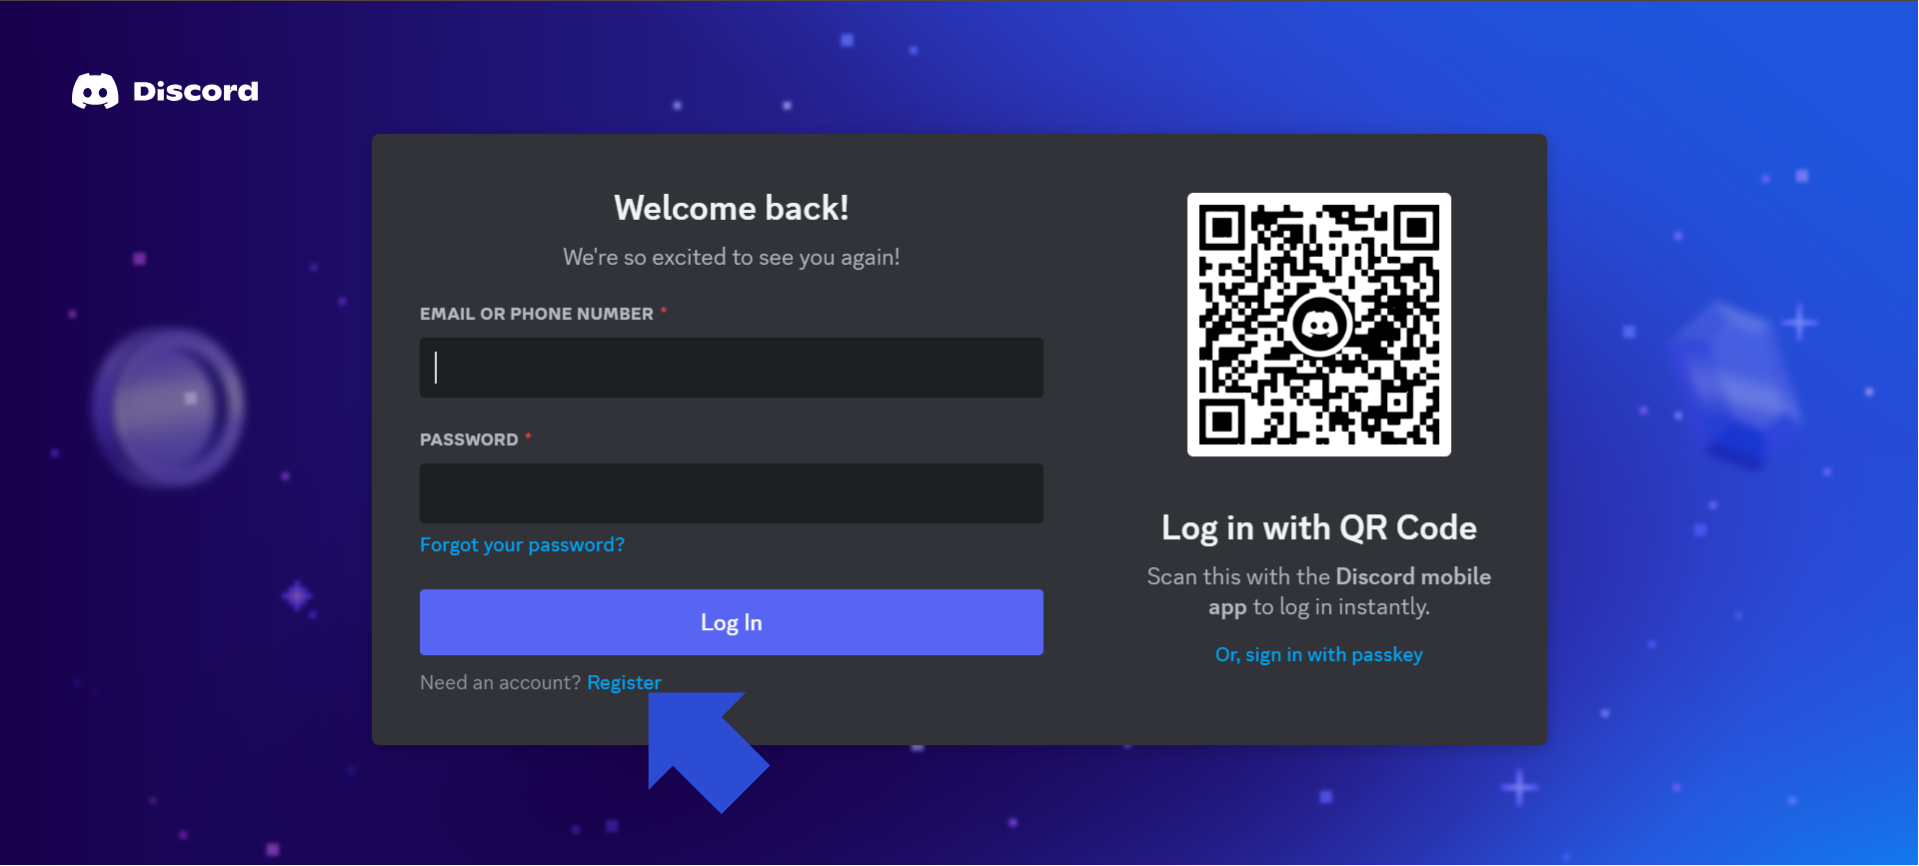 Discord
Welcome back!
We're so excited to see you again!
EMAIL OR PHONE NUMBER *
PASSWORD *
Forgot your password?
Log In
Need an account? Register
Log in with QR Code
Scan this with the Discord mobile
app to log in instantly.
Or, sign in with passkey